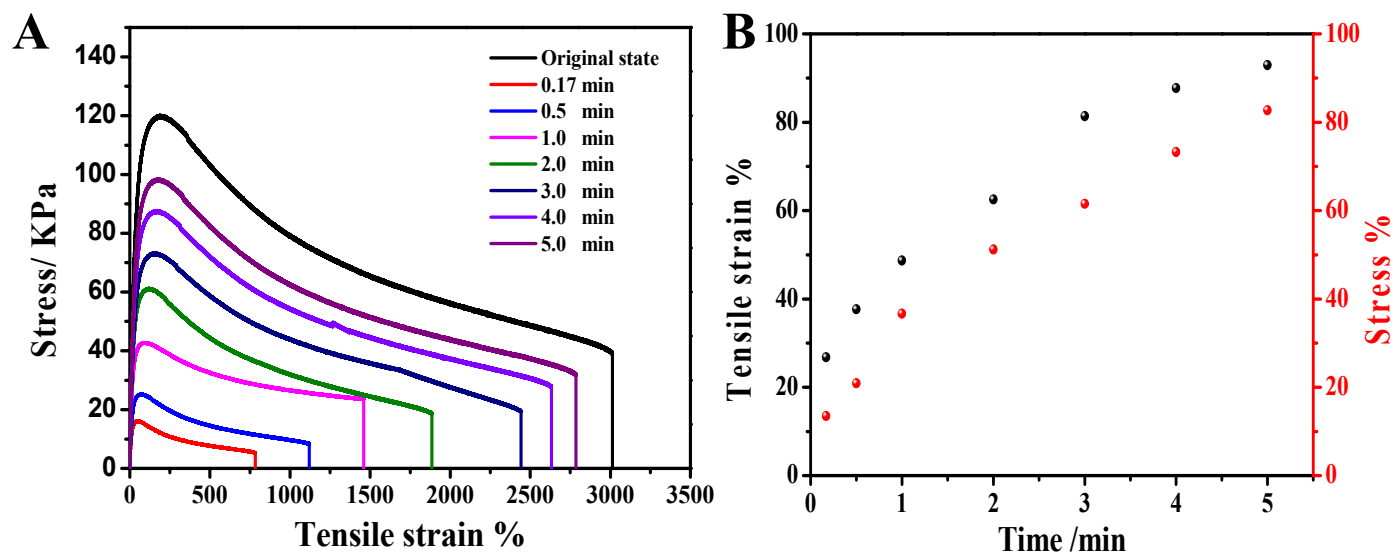 A
Stress/ KPa
140
120
100
80
60
40
20
0
0 500 1000 1500 2000 2500 3000 3500
Tensile strain %
Original state
0.17 min
0.5 min
1.0 min
2.0 min
3.0 min
4.0 min
5.0 min
B
Tensile strain %
100
80
60
40
20
0
0 1 2 3 4 5
Time /min
100
80
60
40
20
0
Stress %